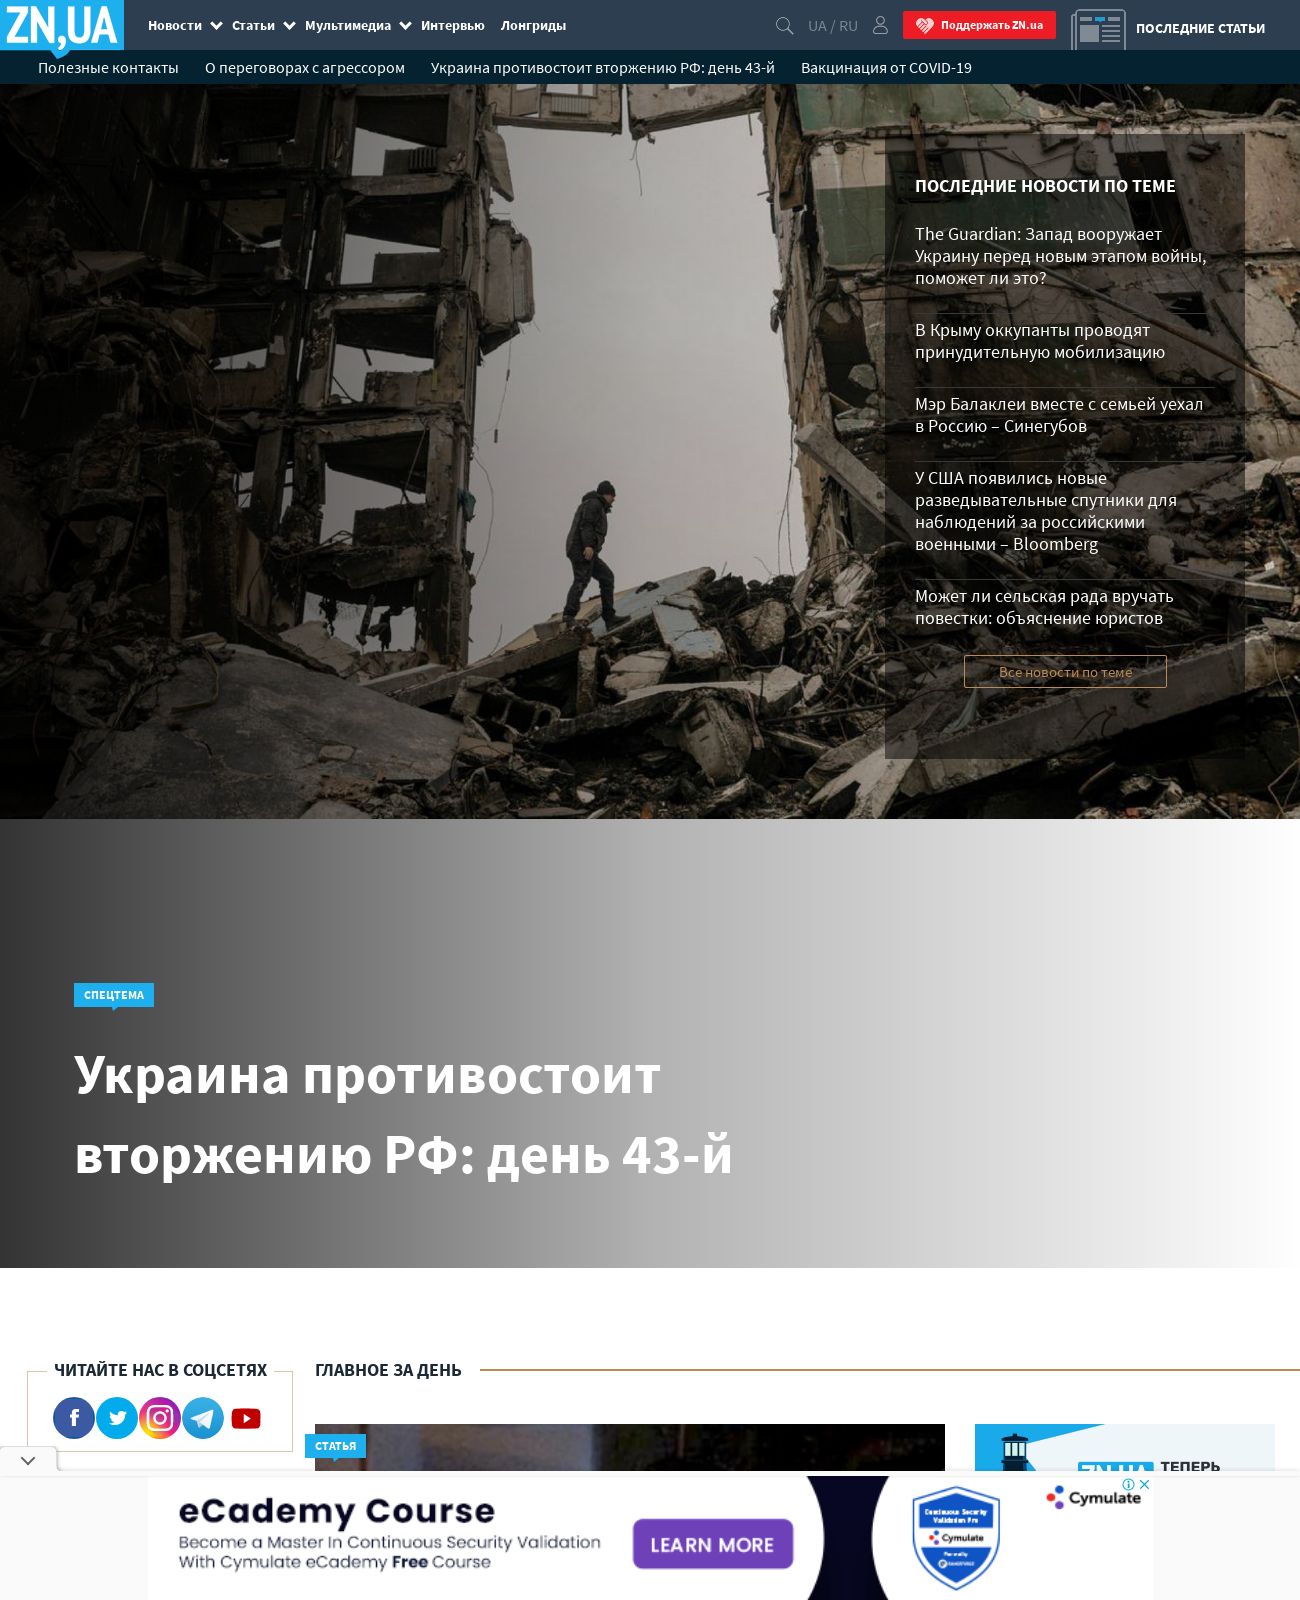 ZN,UA
Новости Статьи Мультимедиа Интервью Лонгриды
UA / RU
Поддержать ZN.ua
ПОСЛЕДНИЕ СТАТЬИ
Полезные контакты О переговорах с агрессором Украина противостоит вторжению РФ: день 43-й Вакцинация от COVID-19
ПОСЛЕДНИЕ НОВОСТИ ПО ТЕМЕ
The Guardian: Запад вооружает
Украину перед новым этапом войны,
поможет ли это?
В Крыму оккупанты проводят
принудительную мобилизацию
Мэр Балаклеи вместе с семьей уехал
в Россию – Синегубов
У США появились новые
разведывательные спутники для
наблюдений за российскими
военными – Bloomberg
Может ли сельская рада вручать
повестки: объяснение юристов
Все новости по теме
СПЕЦТЕМА
Украина противостоит
вторжению РФ: день 43-й
ЧИТАЙТЕ НАС В СОЦСЕТЯХ
ГЛАВНОЕ ЗА ДЕНЬ
СТАТЬЯ
ZN,UA ТЕПЕРЬ
eCademy Course
Become a Master In Continuous Security Validation
With Cymulate eCademy Free Course
LEARN MORE
Continuous Security
Validation Pro
Cymulate
Cymulate